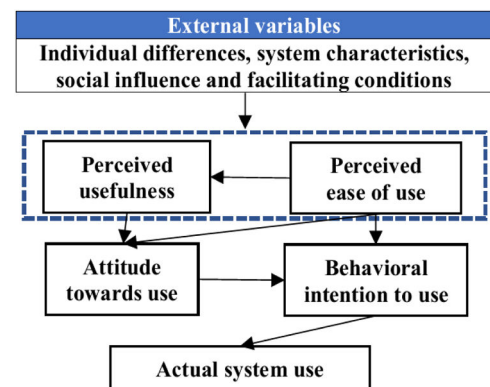 External variables
Individual differences, system characteristics,
social influence and facilitating conditions
Perceived
usefulness
Perceived
ease of use
Attitude
towards use
Behavioral
intention to use
Actual system use